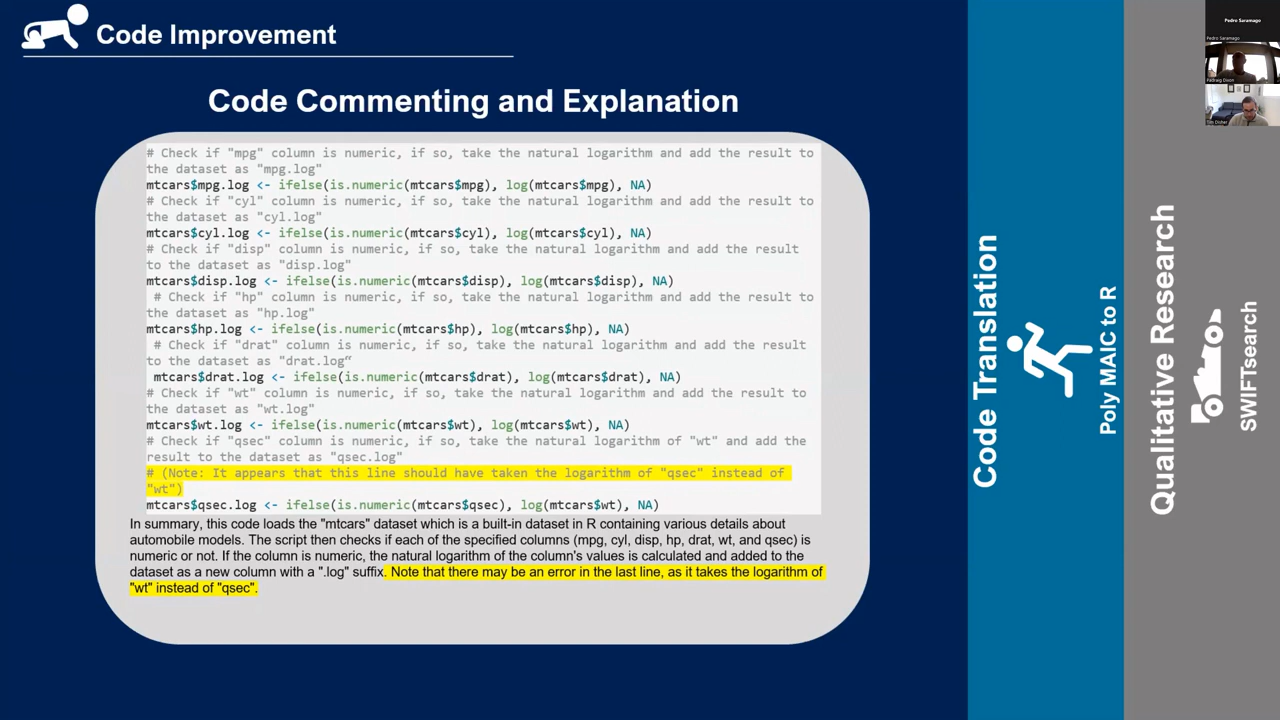 Code Improvement
Code Commenting and Explanation
# Check if "mpg" column is numeric, if so, take the natural logarithm and add the result to
the dataset as "mpg.log"
mtcars$mpg.log <- ifelse(is.numeric(mtcars$mpg), log(mtcars$mpg), NA)
# Check if "cyl" column is numeric, if so, take the natural logarithm and add the result to
the dataset as "cyl.log"
mtcars$cyl.log <- ifelse(is.numeric(mtcars$cyl), log(mtcars$cyl), NA)
# Check if "disp" column is numeric, if so, take the natural logarithm and add the result
to the dataset as "disp.log"
mtcars$disp.log <- ifelse(is.numeric(mtcars$disp), log(mtcars$disp), NA)
# Check if "hp" column is numeric, if so, take the natural logarithm and add the result to
the dataset as "hp.log"
mtcars$hp.log <- ifelse(is.numeric(mtcars$hp), log(mtcars$hp), NA)
# Check if "drat" column is numeric, if so, take the natural logarithm and add the result
to the dataset as "drat.log“
mtcars$drat.log <- ifelse(is.numeric(mtcars$drat), log(mtcars$drat), NA)
# Check if "wt" column is numeric, if so, take the natural logarithm and add the result to
the dataset as "wt.log"
mtcars$wt.log <- ifelse(is.numeric(mtcars$wt), log(mtcars$wt), NA)
# Check if "qsec" column is numeric, if so, take the natural logarithm of "wt" and add the
result to the dataset as "qsec.log"
# (Note: It appears that this line should have taken the logarithm of "qsec" instead of
"wt")
mtcars$qsec.log <- ifelse(is.numeric(mtcars$qsec), log(mtcars$wt), NA)
In summary, this code loads the "mtcars" dataset which is a built-in dataset in R containing various details about
automobile models. The script then checks if each of the specified columns (mpg, cyl, disp, hp, drat, wt, and qsec) is
numeric or not. If the column is numeric, the natural logarithm of the column's values is calculated and added to the
dataset as a new column with a ".log" suffix. Note that there may be an error in the last line, as it takes the logarithm of
"wt" instead of "qsec".
Code Translation
Poly MAIC to R
Qualitative Research
SWIFTsearch
Pedro Saramago
Pedro Saramago
Padraig Dixon